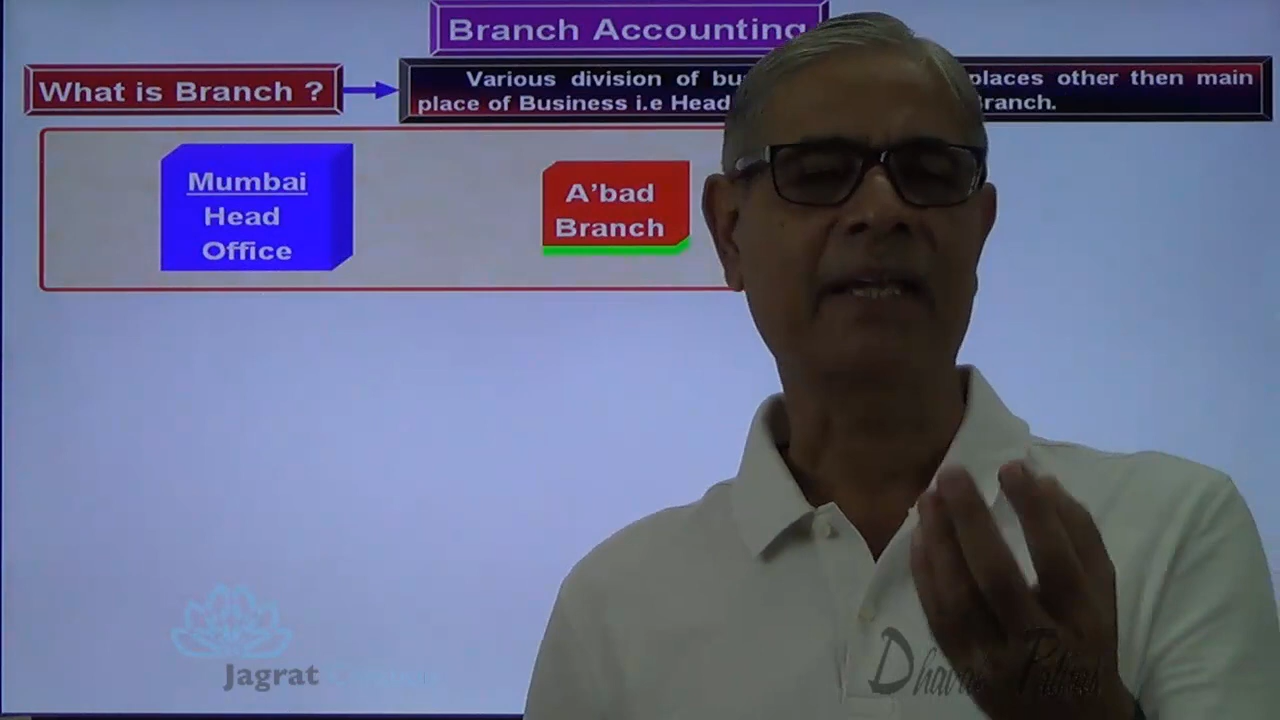 Branch Accounting
What is Branch ?
Various division of bu places other then main
place of Business i.e Head Branch.
Mumbai
Head
Office
A’bad
Branch
Jagrat
Dhaval